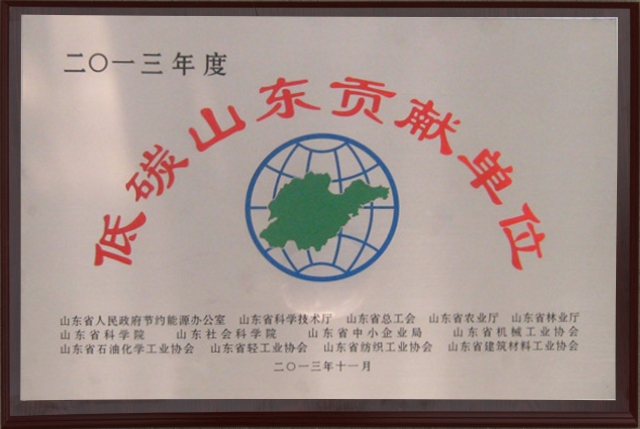 二〇一三年度
低碳山东贡献单位
山东省人民政府节约能源办公室 山东省科学技术厅 山东省总工会 山东省农业厅 山东省林业厅
山东省科学院 山东社会科学院 山东省中小企业局 山东省机械工业协会
山东省石油化学工业协会 山东省轻工业协会 山东省纺织工业协会 山东省建筑材料工业协会
二〇一三年十一月